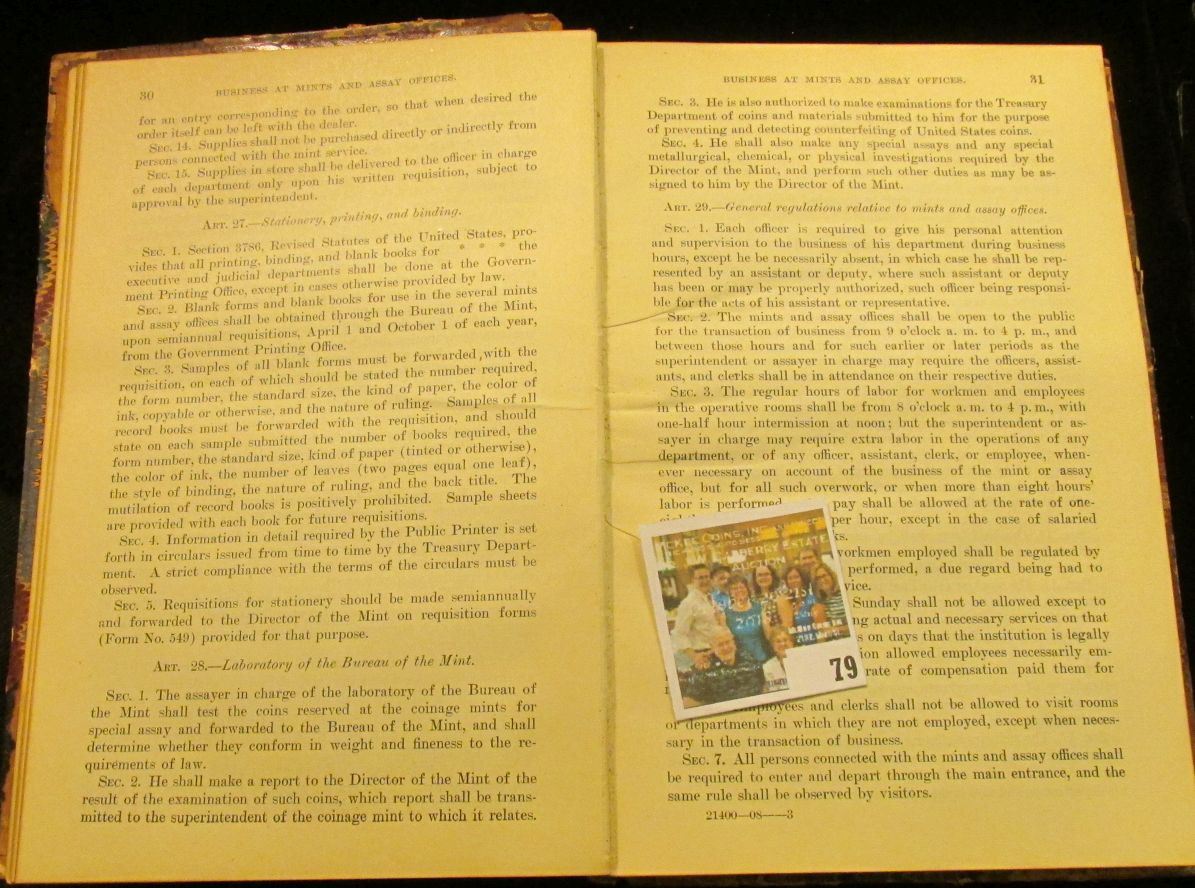 30 BUSINESS AT MINTS AND ASSAY OFFICES.
for an entry corresponding to the order, so that when desired the
order itself can be left with the dealer.
SEC. 14. Supplies shall not be purchased directly or indirectly from
persons connected with the mint service.
SEC. 15. Supplies in store shall be delivered to the officer in charge
of each department only upon his written requisition, subject to
approval by the superintendent.
ART. 27.—Stationery, printing, and binding.
SEC. 1. Section 3786, Revised Statutes of the United States, pro-
vides that all printing, binding, and blank books for * * * the
executive and judicial departments shall be done at the Govern-
ment Printing Office, except in cases otherwise provided by law.
SEC. 2. Blank forms and blank books for use in the several mints
and assay offices shall be obtained through the Bureau of the Mint,
upon semiannual requisitions, April 1 and October 1 of each year,
from the Government Printing Office.
SEC. 3. Samples of all blank forms must be forwarded with the
requisition, on each of which should be stated the number required,
the form number, the standard size, the kind of paper, the color of
ink, copyable or otherwise, and the nature of ruling. Samples of all
record books must be forwarded with the requisition, and should
state on each sample submitted the number of books required, the
form number, the standard size, kind of paper (tinted or otherwise),
the color of ink, the number of leaves (two pages equal one leaf),
the style of binding, the nature of ruling, and the back title. The
mutilation of record books is positively prohibited. Sample sheets
are provided with each book for future requisitions.
SEC. 4. Information in detail required by the Public Printer is set
forth in circulars issued from time to time by the Treasury Depart-
ment. A strict compliance with the terms of the circulars must be
observed.
SEC. 5. Requisitions for stationery should be made semiannually
and forwarded to the Director of the Mint on requisition forms
(Form No. 549) provided for that purpose.
ART. 28.—Laboratory of the Bureau of the Mint.
SEC. 1. The assayer in charge of the laboratory of the Bureau of
the Mint shall test the coins reserved at the coinage mints for
special assay and forwarded to the Bureau of the Mint, and shall
determine whether they conform in weight and fineness to the re-
quirements of law.
SEC. 2. He shall make a report to the Director of the Mint of the
result of the examination of such coins, which report shall be trans-
mitted to the superintendent of the coinage mint to which it relates.
BUSINESS AT MINTS AND ASSAY OFFICES. 31
SEC. 3. He is also authorized to make examinations for the Treasury
Department of coins and materials submitted to him for the purpose
of preventing and detecting counterfeiting of United States coins.
SEC. 4. He shall also make any special assays and any special
metallurgical, chemical, or physical investigations required by the
Director of the Mint, and perform such other duties as may be as-
signed to him by the Director of the Mint.
ART. 29.—General regulations relative to mints and assay offices.
SEC. 1. Each officer is required to give his personal attention
and supervision to the business of his department during business
hours, except he be necessarily absent, in which case he shall be rep-
resented by an assistant or deputy, where such assistant or deputy
has been or may be properly authorized, such officer being responsi-
ble for the acts of his assistant or representative.
SEC. 2. The mints and assay offices shall be open to the public
for the transaction of business from 9 o'clock a. m. to 4 p. m., and
between those hours and for such earlier or later periods as the
superintendent or assayer in charge may require the officers, assist-
ants, and clerks shall be in attendance on their respective duties.
SEC. 3. The regular hours of labor for workmen and employees
in the operative rooms shall be from 8 o'clock a. m. to 4 p. m., with
one-half hour intermission at noon; but the superintendent or as-
sayer in charge may require extra labor in the operations of any
department, or of any officer, assistant, clerk, or employee, when-
ever necessary on account of the business of the mint or assay
office, but for all such overwork, or when more than eight hours'
labor is performed pay shall be allowed at the rate of one-
per hour, except in the case of salaried
ks.
workmen employed shall be regulated by
performed, a due regard being had to
vice.
Sunday shall not be allowed except to
ng actual and necessary services on that
s on days that the institution is legally
ion allowed employees necessarily em-
rate of compensation paid them for
employees and clerks shall not be allowed to visit rooms
or departments in which they are not employed, except when neces-
sary in the transaction of business.
SEC. 7. All persons connected with the mints and assay offices shall
be required to enter and depart through the main entrance, and the
same rule shall be observed by visitors.
21400—08——3
COINS, INC.
ESTATE
AUCTION
79